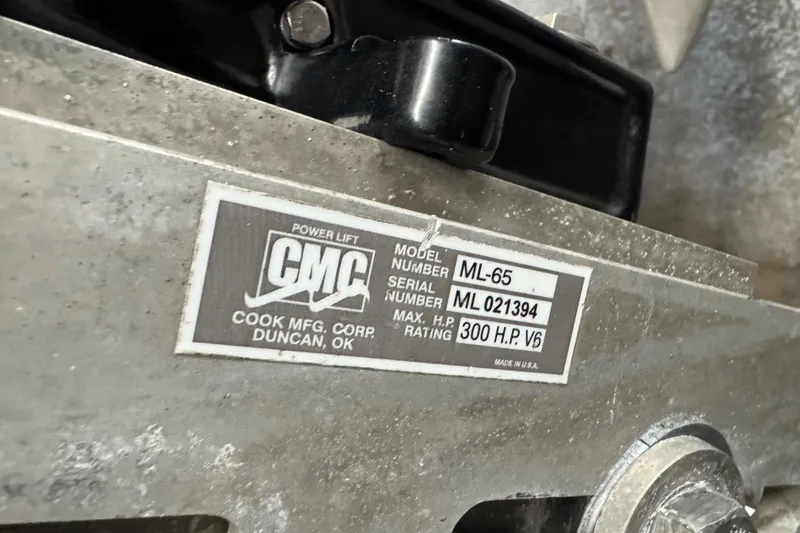 POWER LIFT
CMC
COOK MFG. CORP.
DUNCAN, OK
MODEL NUMBER ML-65
SERIAL NUMBER ML 021394
MAX. H.P. RATING 300 H.P. V6
MADE IN U.S.A.